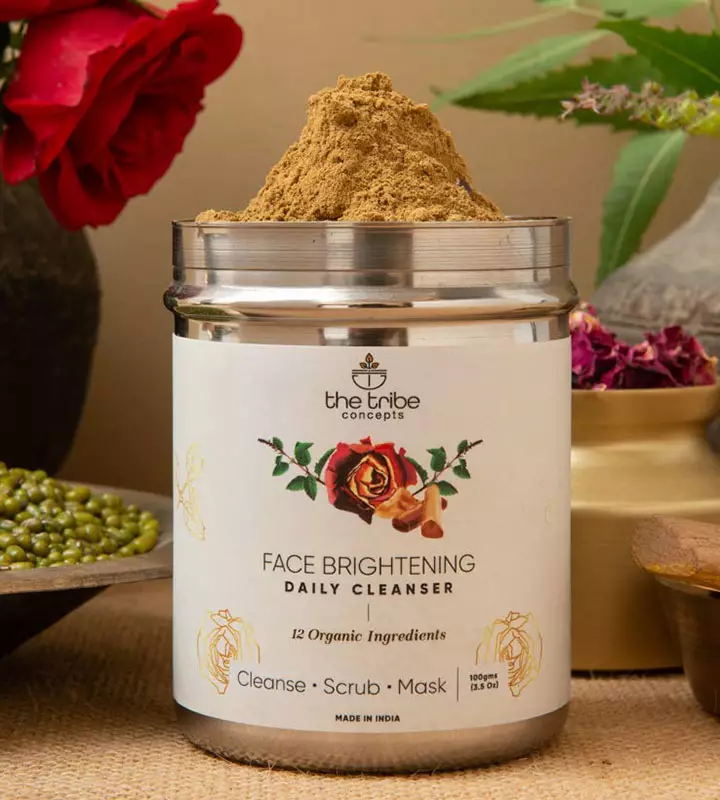 the tribe
concepts
FACE BRIGHTENING
DAILY CLEANSER
12 Organic Ingredients
Cleanse • Scrub • Mask
100gms
(3.5 Oz)
MADE IN INDIA